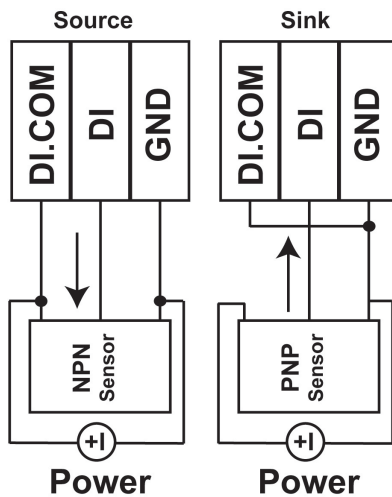 Source
DI.COM
DI
GND
NPN
Sensor
+I
Power
Sink
DI.COM
DI
GND
PNP
Sensor
+I
Power